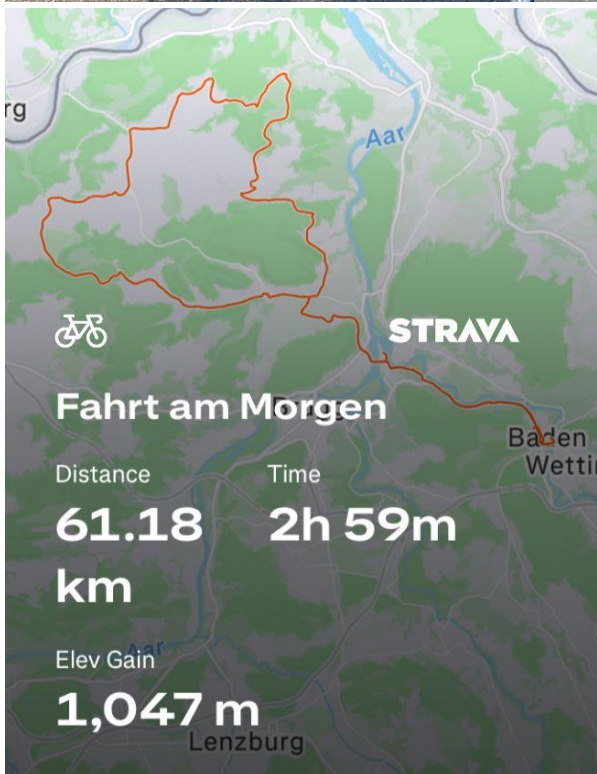 rg
Aar
STRAVA
Fahrt am Morgen
Baden
Wetti
Distance
Time
61.18
km
2h 59m
Aar
Elev Gain
1,047 m
Lenzburg